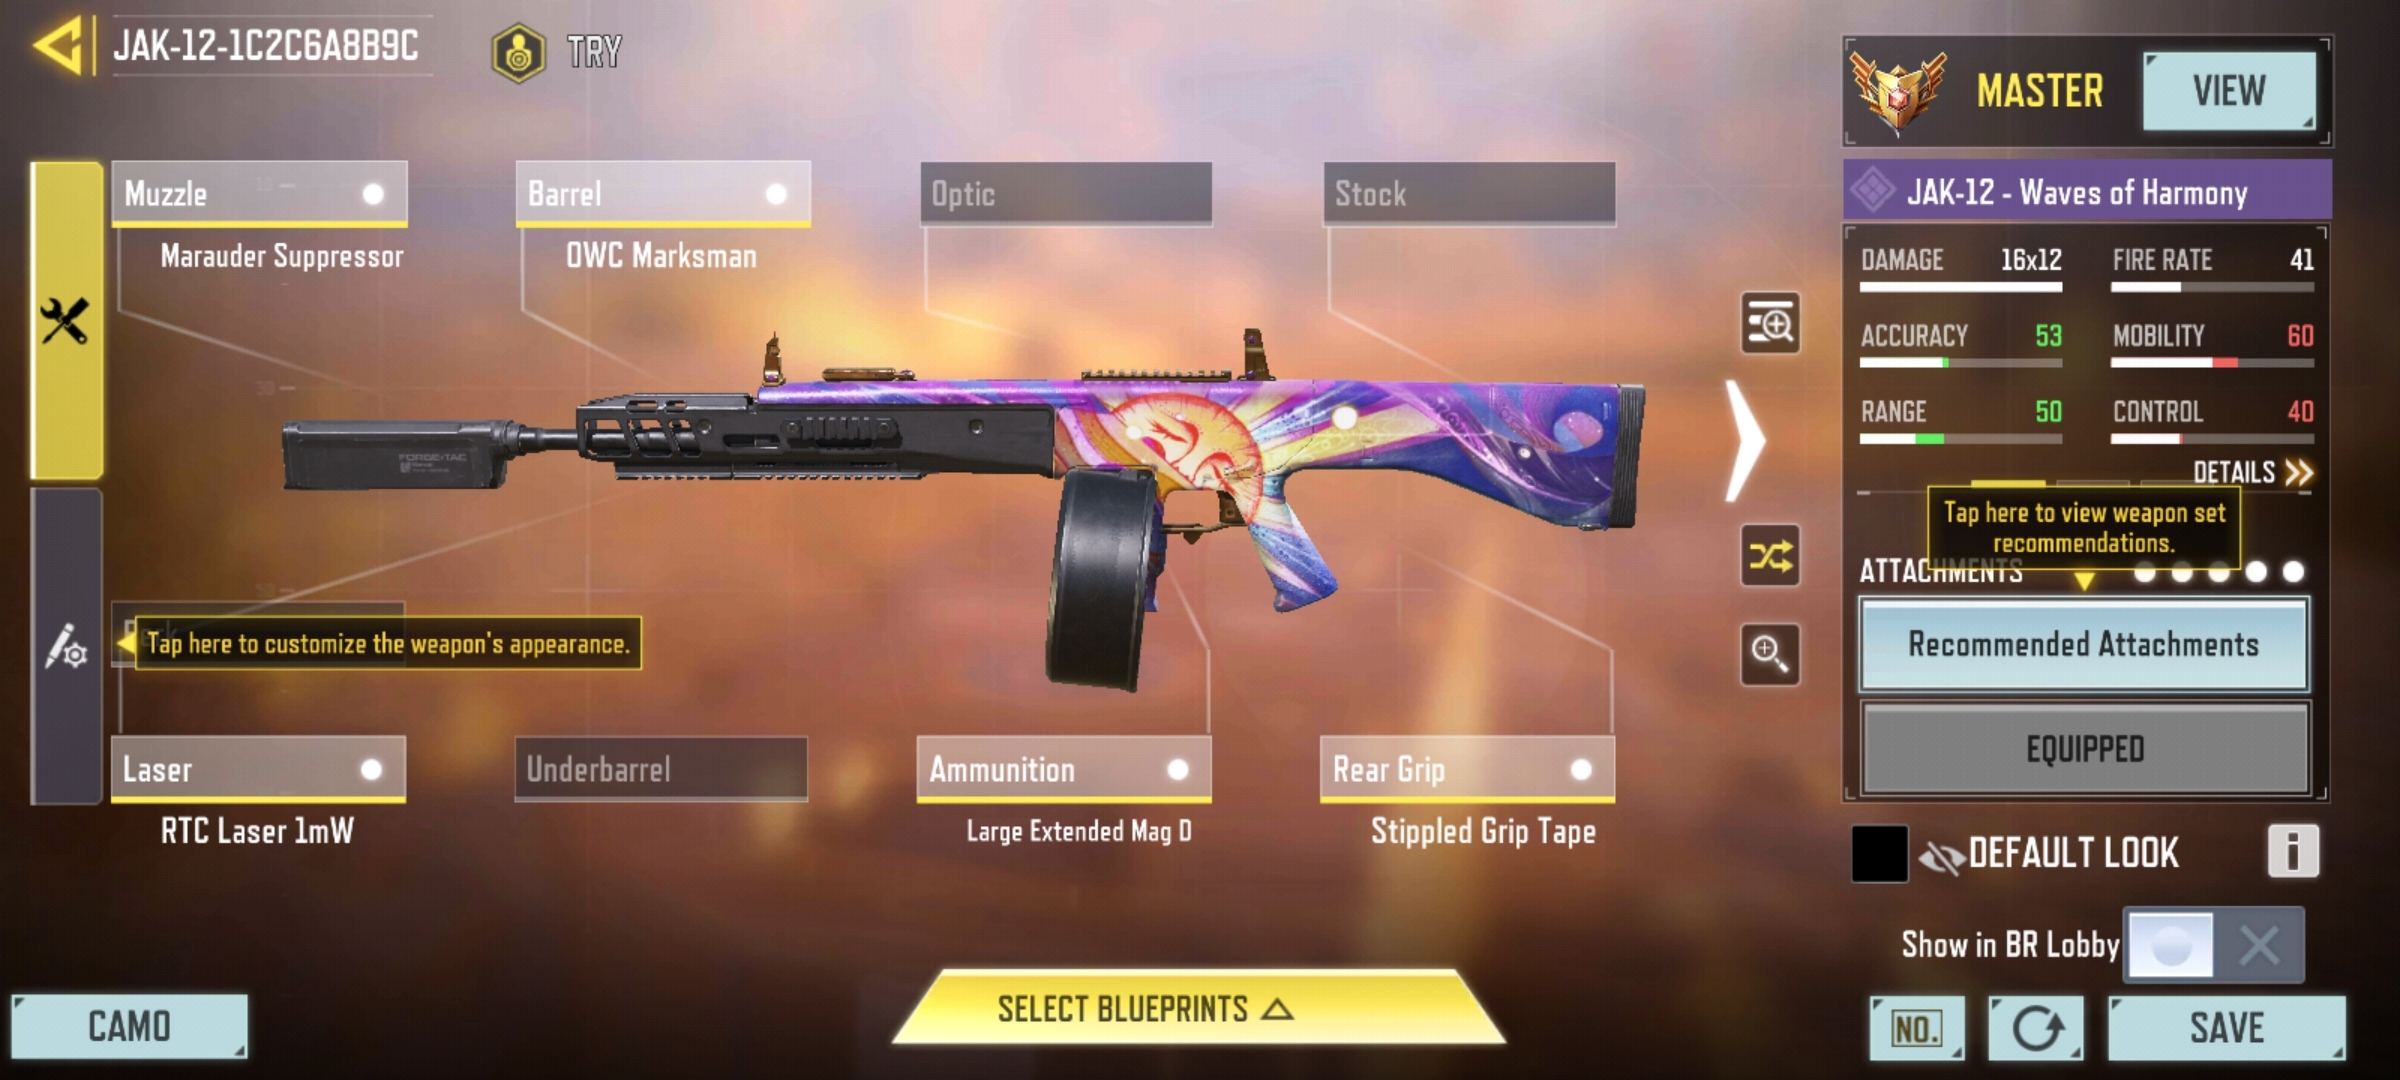 JAK-12-1C2C6A8B9C
TRY
MASTER
VIEW
Muzzle
Marauder Suppressor
Barrel
OWC Marksman
Optic
Stock
JAK-12 - Waves of Harmony
DAMAGE 16x12
FIRE RATE 41
ACCURACY 53
MOBILITY 60
RANGE 50
CONTROL 40
DETAILS
Tap here to view weapon set
recommendations.
ATTACHMENTS
FORGE-TAC
Recommended Attachments
EQUIPPED
Tap here to customize the weapon's appearance.
Laser
RTC Laser 1mW
Underbarrel
Ammunition
Large Extended Mag D
Rear Grip
Stippled Grip Tape
DEFAULT LOOK
i
Show in BR Lobby
CAMO
SELECT BLUEPRINTS
NO.
SAVE